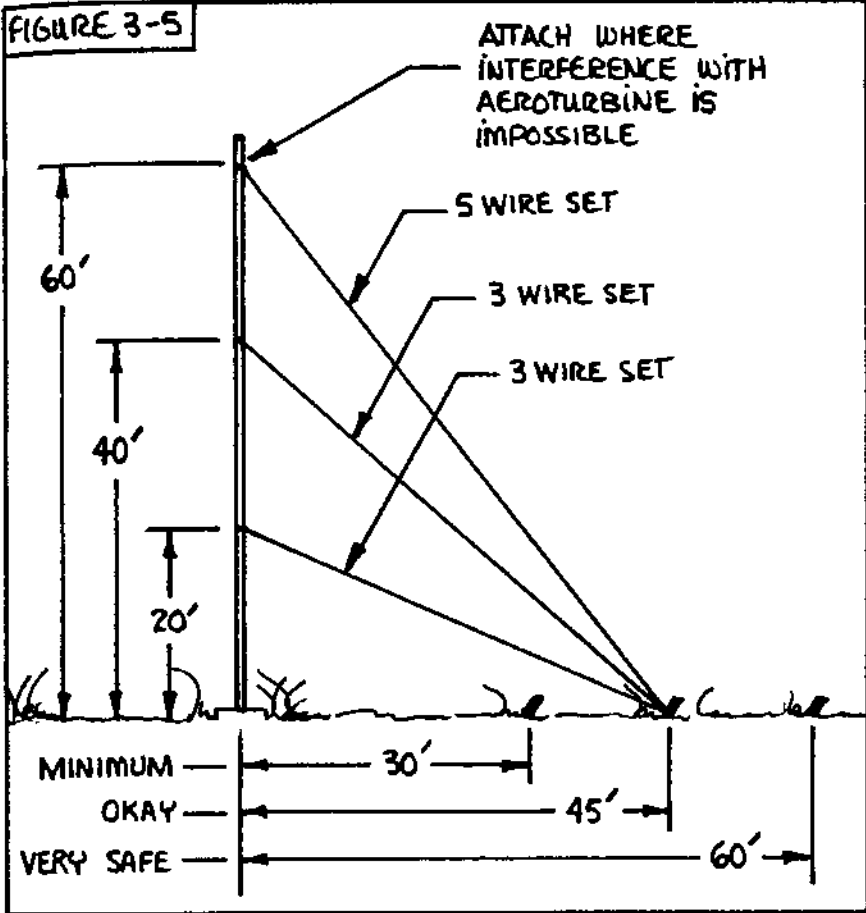 FIGURE 3-5
ATTACH WHERE
INTERFERENCE WITH
AEROTURBINE IS
IMPOSSIBLE
5 WIRE SET
3 WIRE SET
3 WIRE SET
60'
40'
20'
MINIMUM 30'
OKAY 45'
VERY SAFE 60'